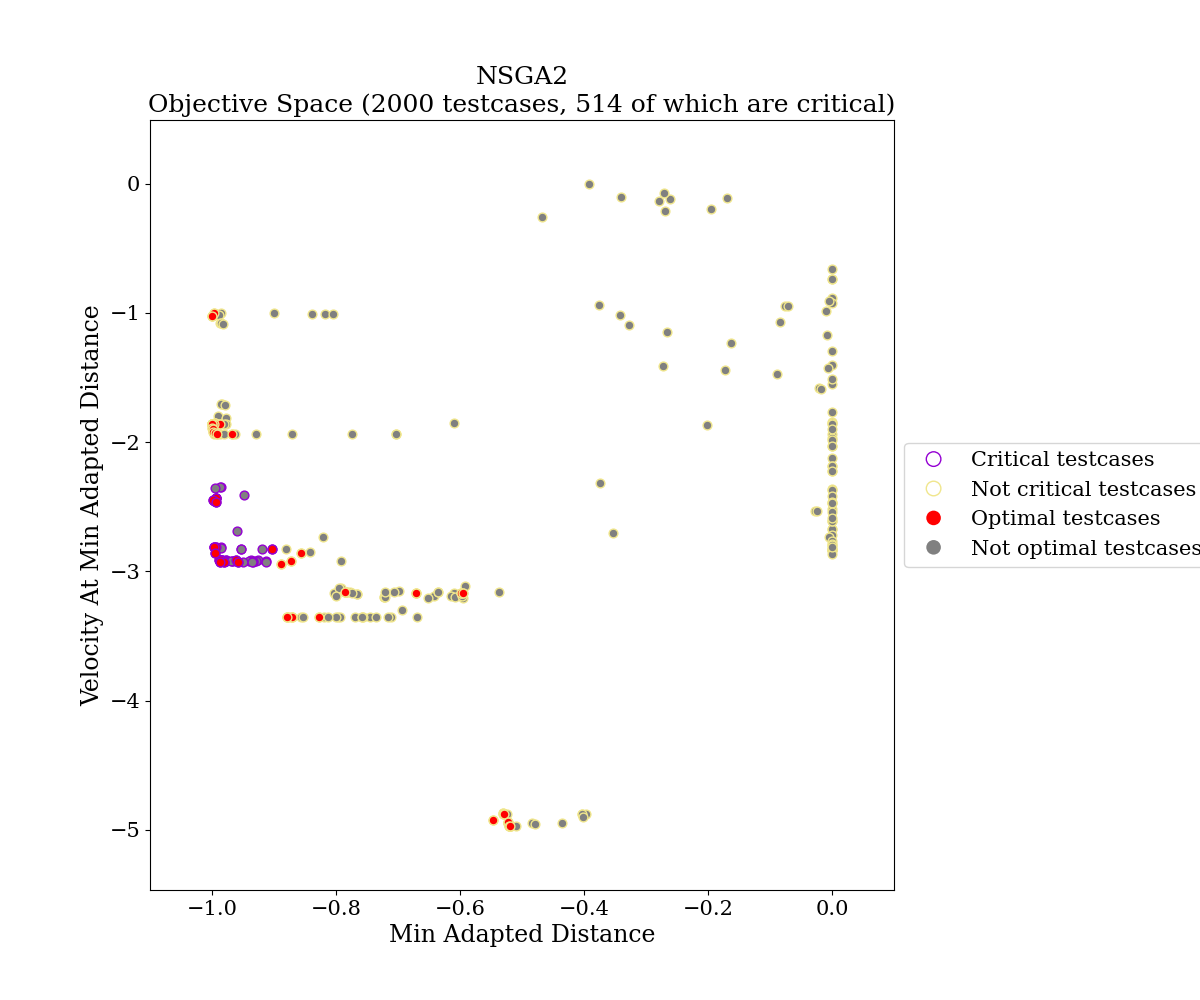 NSGA2
Objective Space (2000 testcases, 514 of which are critical)
0
−1
−2
−3
−4
−5
Velocity At Min Adapted Distance
−1.0
−0.8
−0.6
−0.4
−0.2
0.0
Min Adapted Distance
Critical testcases
Not critical testcases
Optimal testcases
Not optimal testcases